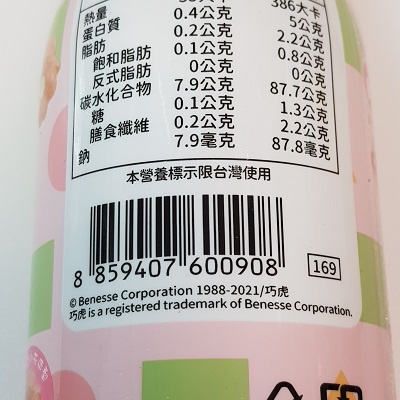 熱量 35大卡 386大卡
蛋白質 0.4公克 5公克
脂肪 0.2公克 2.2公克
飽和脂肪 0.1公克 0.8公克
反式脂肪 0公克 0公克
碳水化合物 7.9公克 87.7公克
糖 0.1公克 1.3公克
膳食纖維 0.2公克 2.2公克
鈉 7.9毫克 87.8毫克
本營養標示限台灣使用
8 859407 600908
169
© Benesse Corporation 1988-2021/巧虎
巧虎 is a registered trademark of Benesse Corporation.